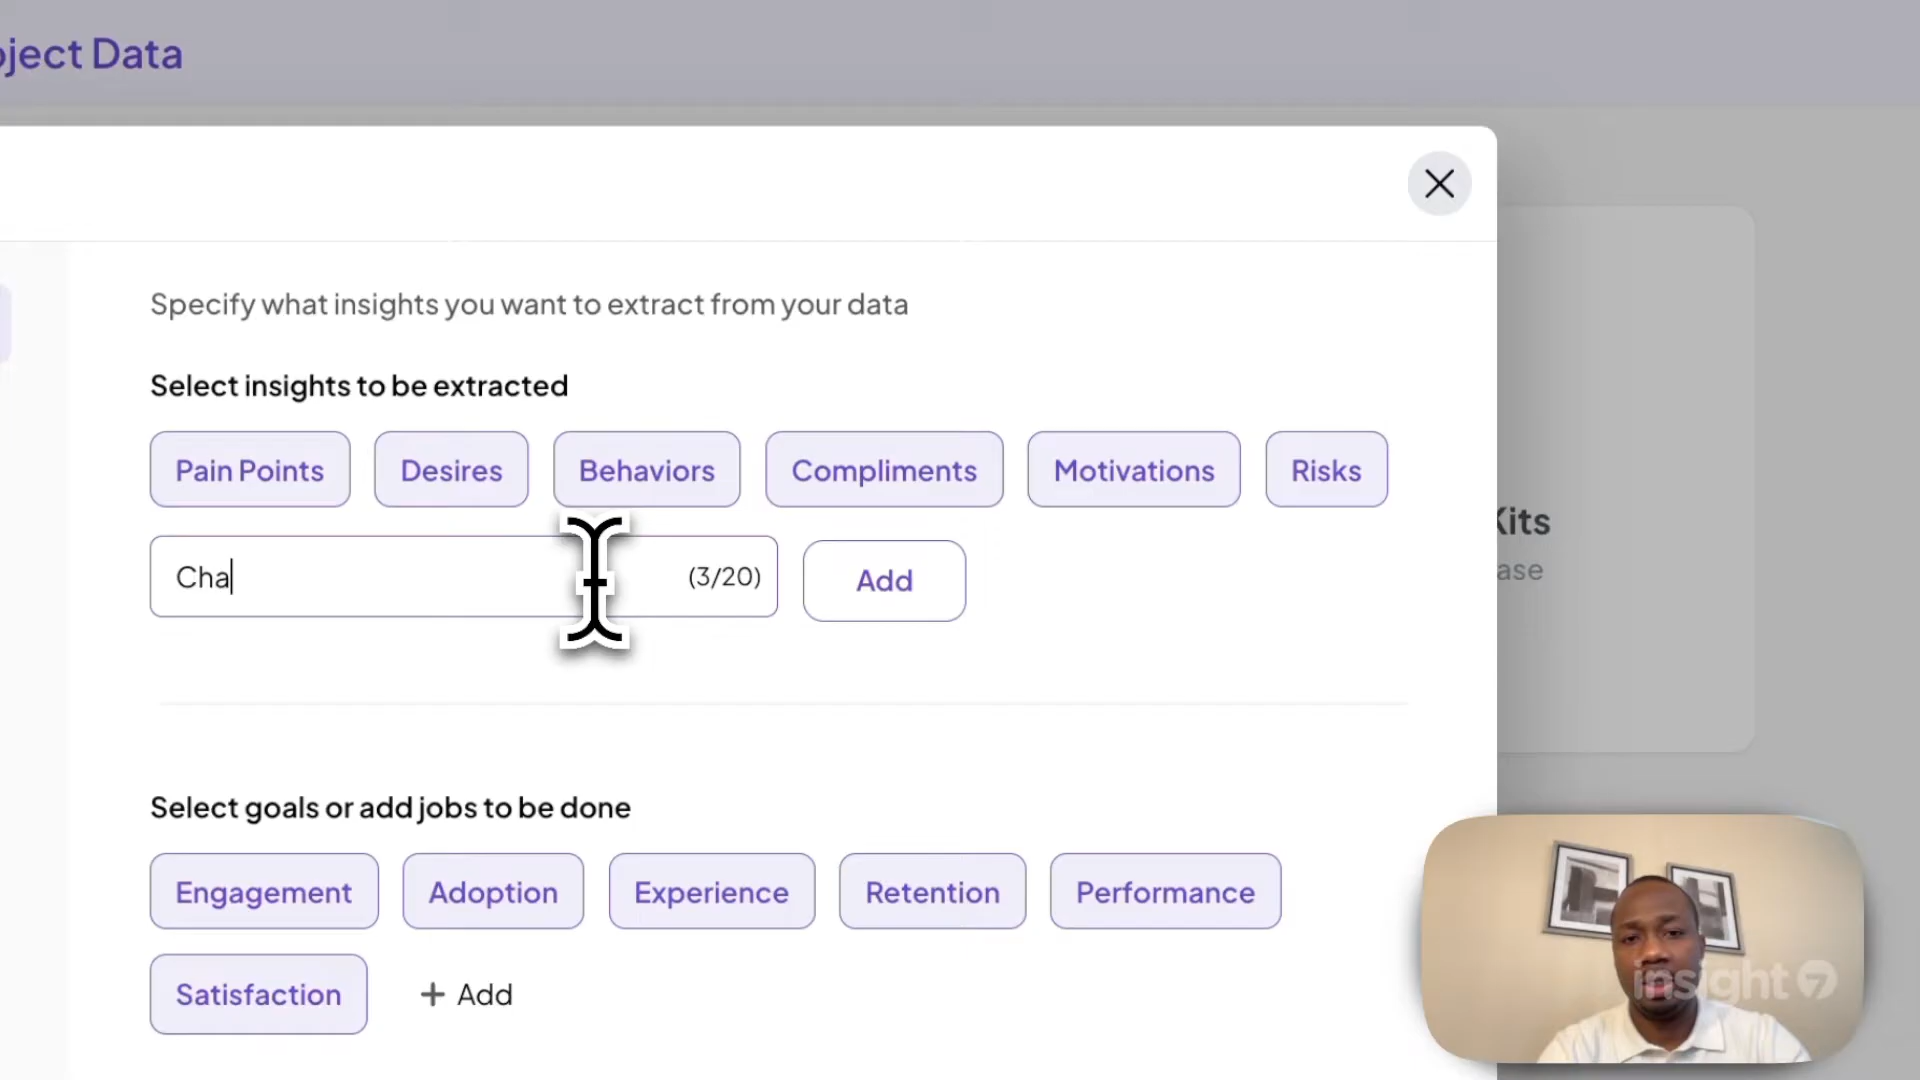 oject Data
Specify what insights you want to extract from your data
Select insights to be extracted
Pain Points Desires Behaviors Compliments Motivations Risks
Cha (3/20) Add
Kits
ase
Select goals or add jobs to be done
Engagement Adoption Experience Retention Performance
Satisfaction + Add
insight7